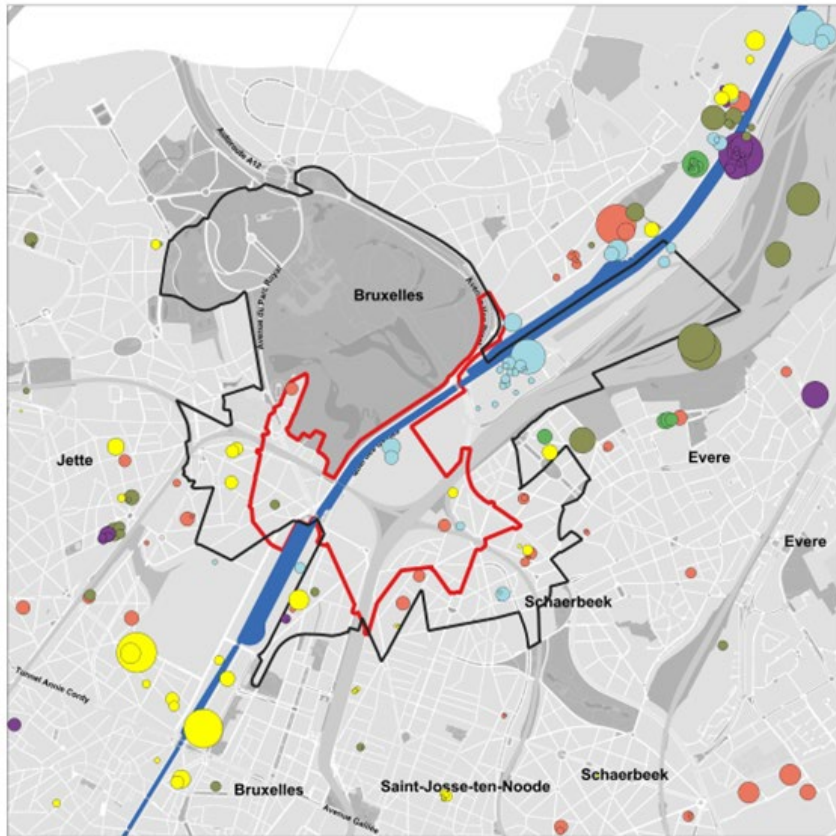 Autoroute A12
Bruxelles
Avenue du Parc Royal
Jette
Evere
Evere
Schaerbeek
Tunnel Annie Cordy
Bruxelles
Saint-Josse-ten-Noode
Schaerbeek
Avenue Galilée